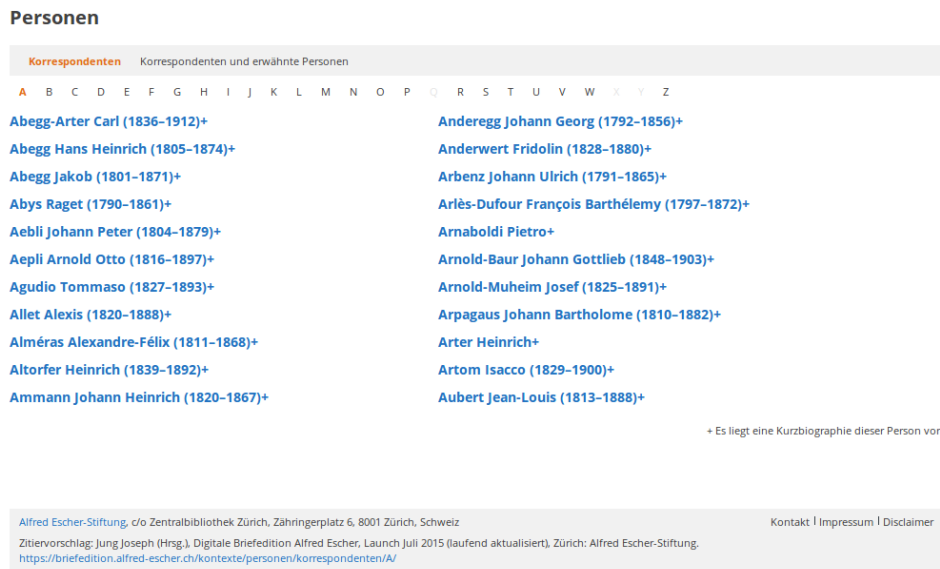 Personen
Korrespondenten Korrespondenten und erwähnte Personen
A B C D E F G H I J K L M N O P Q R S T U V W X Y Z
Abegg-Arter Carl (1836–1912)+
Abegg Hans Heinrich (1805–1874)+
Abegg Jakob (1801–1871)+
Abys Raget (1790–1861)+
Aebli Johann Peter (1804–1879)+
Aepli Arnold Otto (1816–1897)+
Agudio Tommaso (1827–1893)+
Allet Alexis (1820–1888)+
Alméras Alexandre-Félix (1811–1868)+
Altorfer Heinrich (1839–1892)+
Ammann Johann Heinrich (1820–1867)+
Anderegg Johann Georg (1792–1856)+
Anderwert Fridolin (1828–1880)+
Arbenz Johann Ulrich (1791–1865)+
Arlès-Dufour François Barthélemy (1797–1872)+
Arnaboldi Pietro+
Arnold-Baur Johann Gottlieb (1848–1903)+
Arnold-Muheim Josef (1825–1891)+
Arpagaus Johann Bartholome (1810–1882)+
Arter Heinrich+
Artom Isacco (1829–1900)+
Aubert Jean-Louis (1813–1888)+
+ Es liegt eine Kurzbiographie dieser Person vor
Alfred Escher-Stiftung, c/o Zentralbibliothek Zürich, Zähringerplatz 6, 8001 Zürich, Schweiz
Kontakt | Impressum | Disclaimer
Zitiervorschlag: Jung Joseph (Hrsg.), Digitale Briefedition Alfred Escher, Launch Juli 2015 (laufend aktualisiert), Zürich: Alfred Escher-Stiftung.
https://briefedition.alfred-escher.ch/kontexte/personen/korrespondenten/A/